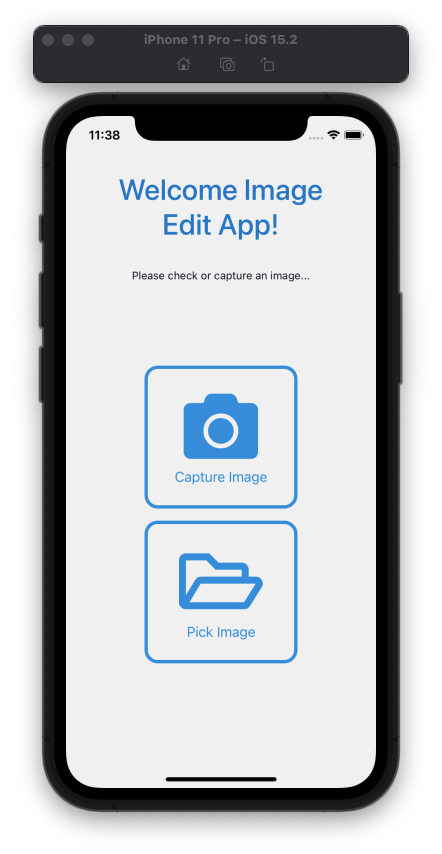 iPhone 11 Pro – iOS 15.2
11:38
Welcome Image
Edit App!
Please check or capture an image...
Capture Image
Pick Image